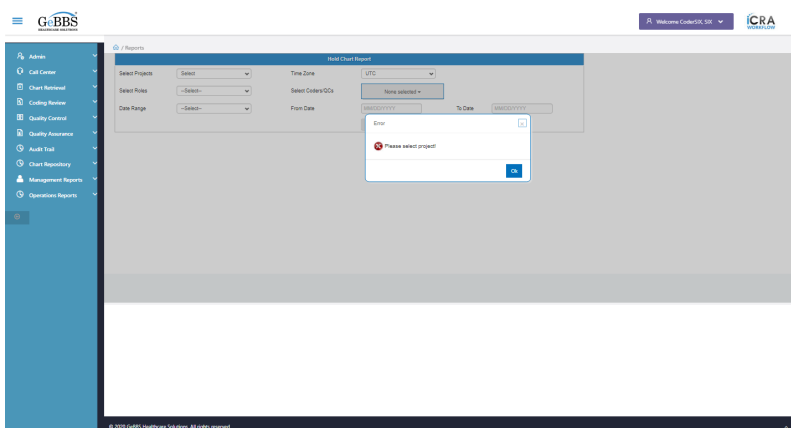 GeBBS
HEALTHCARE SOLUTIONS
Welcome CoderSIX, SIX
iCRA
WORKFLOW
/ Reports
Admin
Call Center
Chart Retrieval
Coding Review
Quality Control
Quality Assurance
Audit Trail
Chart Repository
Management Reports
Operations Reports
Hold Chart Report
Select Projects Select Time Zone UTC
Select Roles --Select-- Select Coders/QCs None selected
Date Range --Select-- From Date MM/DD/YYYY To Date MM/DD/YYYY
Error
Please select project!
Ok
© 2020 GeBBS Healthcare Solutions. All rights reserved